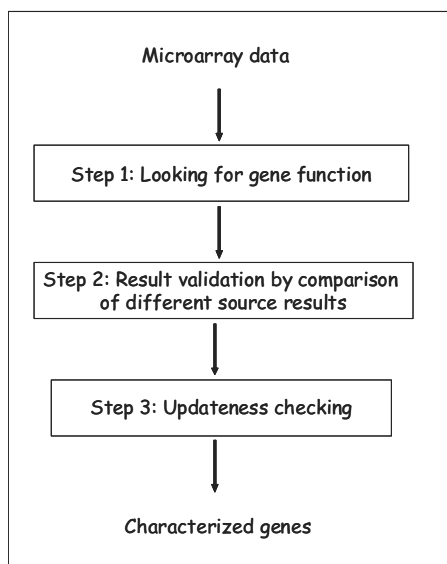 Microarray data
Step 1: Looking for gene function
Step 2: Result validation by comparison
of different source results
Step 3: Updateness checking
Characterized genes